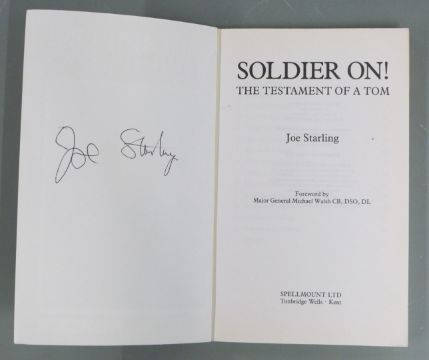 Joe Starling
SOLDIER ON!
THE TESTAMENT OF A TOM
Joe Starling
Foreword by
Major General Michael Walsh CB, DSO, DL
SPELLMOUNT LTD
Tunbridge Wells · Kent